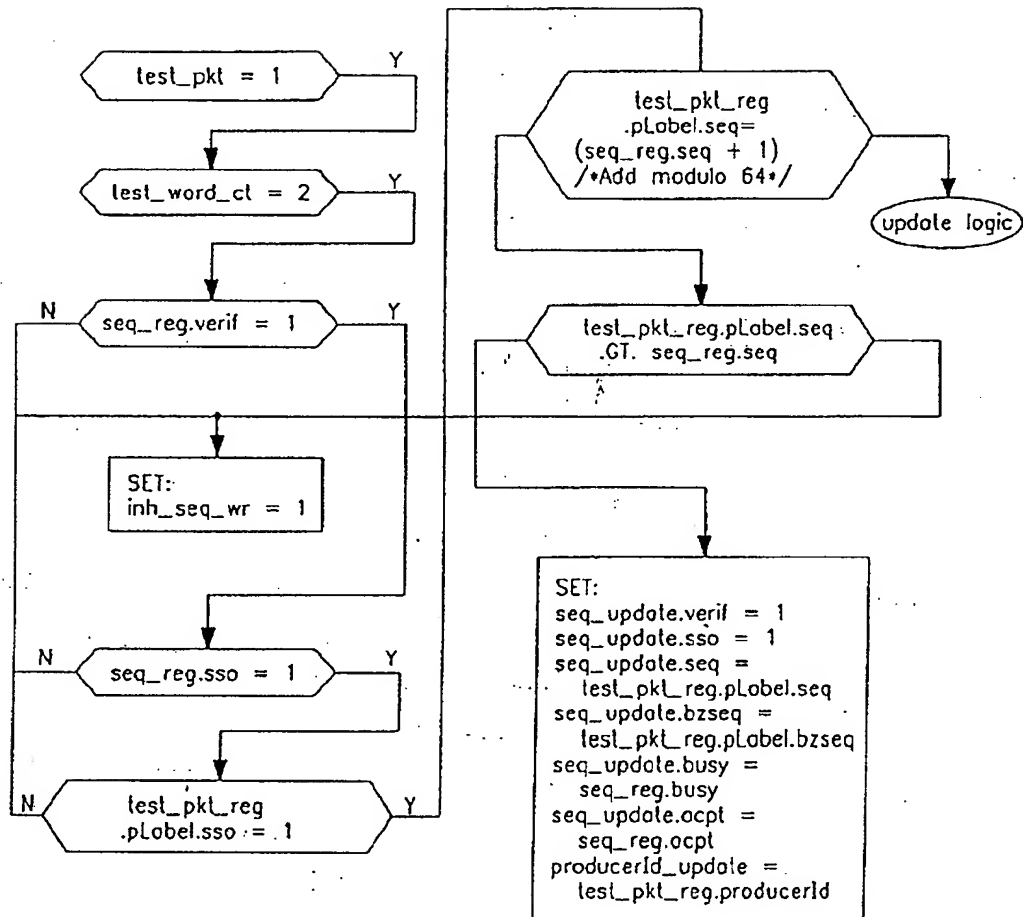 test_pkt = 1
Y
test_word_ct = 2
Y
N
seq_reg.verif = 1
Y
SET:
inh_seq_wr = 1
N
seq_reg.sso = 1
Y
N
test_pkt_reg
.pLabel.sso = 1
Y
test_pkt_reg
.pLabel.seq=
(seq_reg.seq + 1)
/*Add modulo 64*/
update logic
test_pkt_reg.pLabel.seq
.GT. seq_reg.seq
SET:
seq_update.verif = 1
seq_update.sso = 1
seq_update.seq =
test_pkt_reg.pLabel.seq
seq_update.bzseq =
test_pkt_reg.pLabel.bzseq
seq_update.busy =
seq_reg.busy
seq_update.ocpt =
seq_reg.ocpt
producerId_update =
test_pkt_reg.producerId